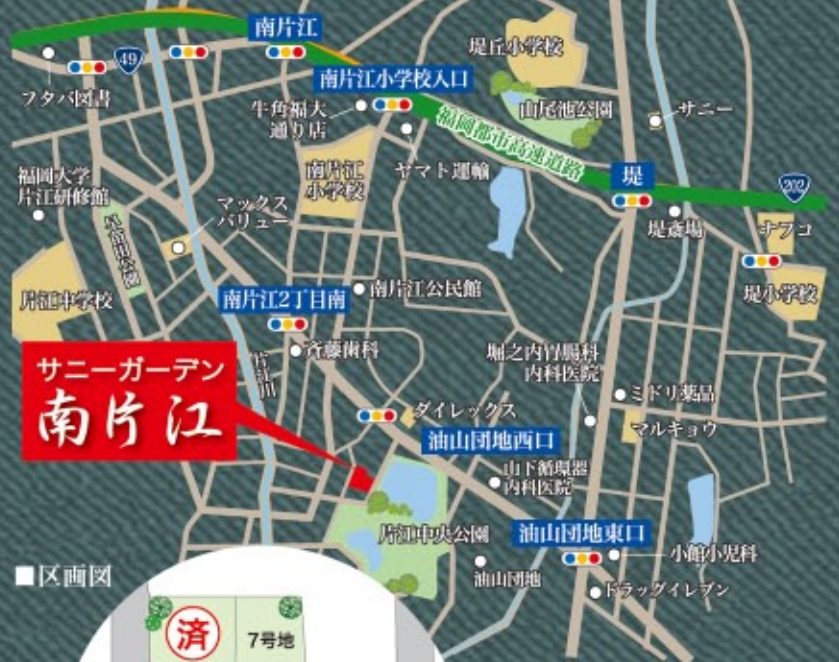 南片江
49
フタバ図書
堤丘小学校
南片江小学校入口
牛角福大
通り店
山尾池公園
サニー
福岡都市高速道路
ヤマト運輸
南片江
小学校
福岡大学
片江研修館
堤
202
堤斎場
ナフコ
マックス
バリュー
片江中学校
堤小学校
南片江2丁目南
南片江公民館
斉藤歯科
片江川
堀之内胃腸科
内科医院
ミドリ薬品
マルキョウ
サニーガーデン
南片江
ダイレックス
油山団地西口
山下循環器
内科医院
片江中央公園
油山団地東口
小館小児科
油山団地
ドラッグイレブン
■区画図
済
7号地